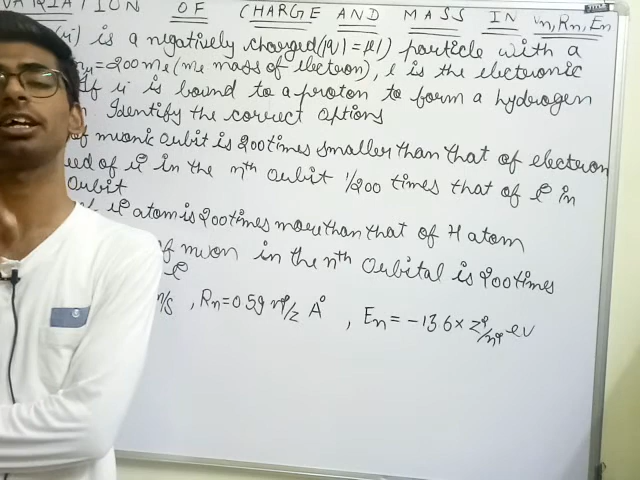 VARIATION OF CHARGE AND MASS IN Vn, Rn, En
is a negatively charged (|qμ| = |e|) particle with a
= 200 me (me mass of electron), e is the electronic
If μ is bound to a proton to form a hydrogen
Identify the correct options
of muonic orbit is 200 times smaller than that of electron
of μ in the nth orbit 1/200 times that of e in
orbit
atom is 200 times more than that of H atom
of muon in the nth orbital is 200 times
e
m/s , Rn = 0.59 n²/z A° , En = -13.6 × z²/n² ev